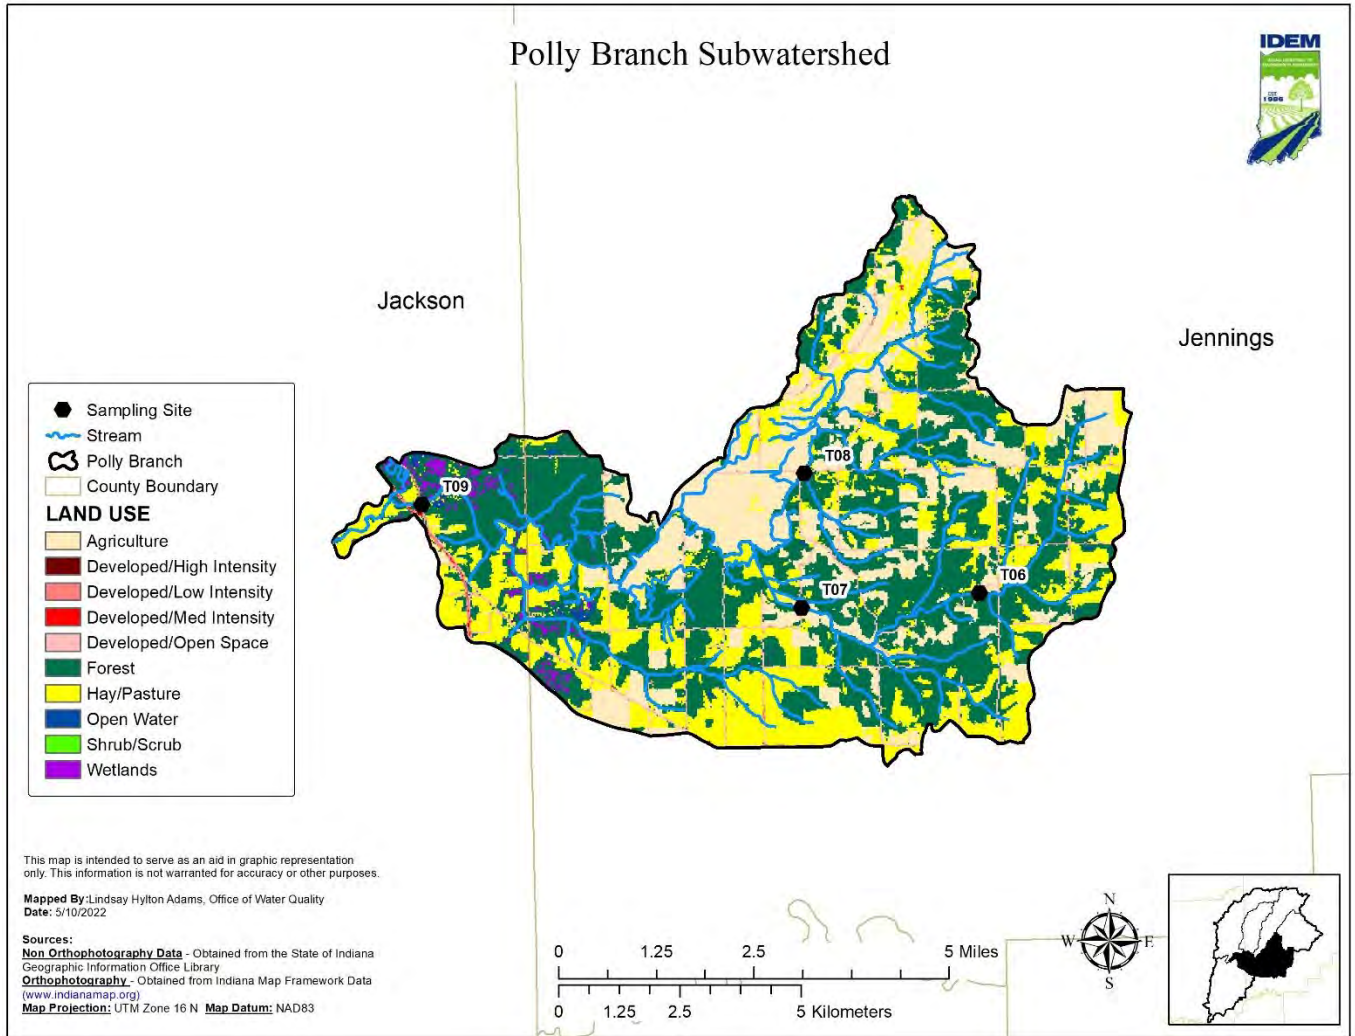 Polly Branch Subwatershed
IDEM
EST
1986
Jackson
Jennings
Sampling Site
Stream
Polly Branch
County Boundary
LAND USE
Agriculture
Developed/High Intensity
Developed/Low Intensity
Developed/Med Intensity
Developed/Open Space
Forest
Hay/Pasture
Open Water
Shrub/Scrub
Wetlands
T09
T08
T07
T06
This map is intended to serve as an aid in graphic representation
only. This information is not warranted for accuracy or other purposes.
Mapped By:Lindsay Hylton Adams, Office of Water Quality
Date: 5/10/2022
Sources:
Non Orthophotography Data - Obtained from the State of Indiana
Geographic Information Office Library
Orthophotography - Obtained from Indiana Map Framework Data
(www.indianamap.org)
Map Projection: UTM Zone 16 N Map Datum: NAD83
0 1.25 2.5 5 Miles
0 1.25 2.5 5 Kilometers
N
W E
S